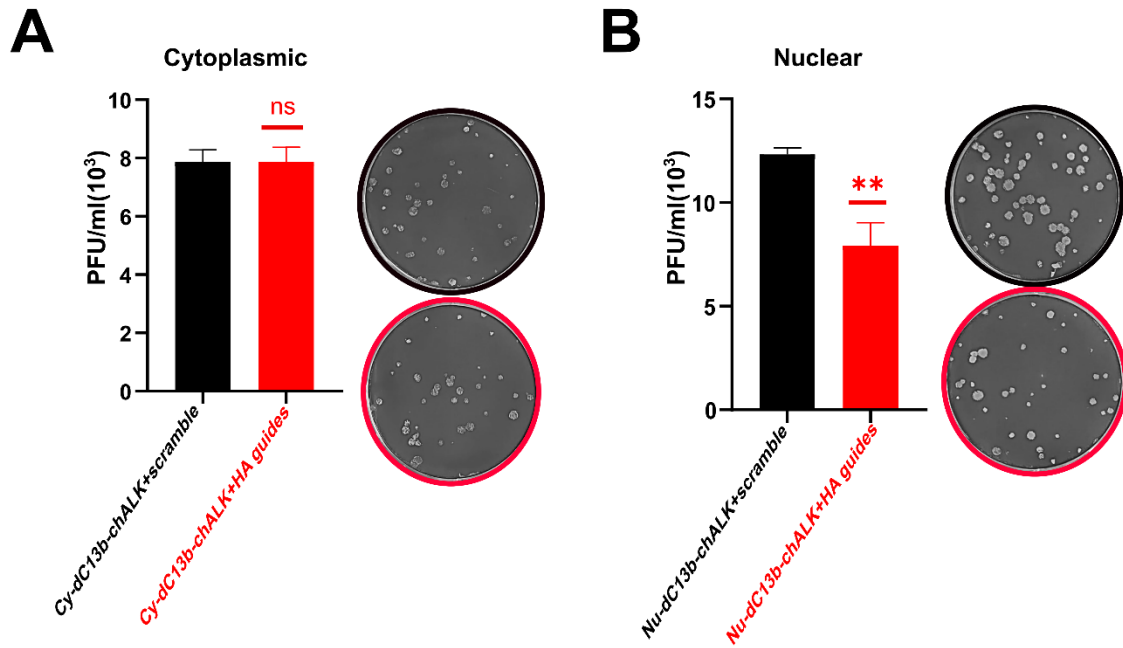 A
Cytoplasmic
PFU/ml(10³)
10
8
6
4
2
0
ns
Cy-dC13b-chALK+scramble
Cy-dC13b-chALK+HA guides
B
Nuclear
PFU/ml(10³)
15
10
5
0
**
Nu-dC13b-chALK+scramble
Nu-dC13b-chALK+HA guides